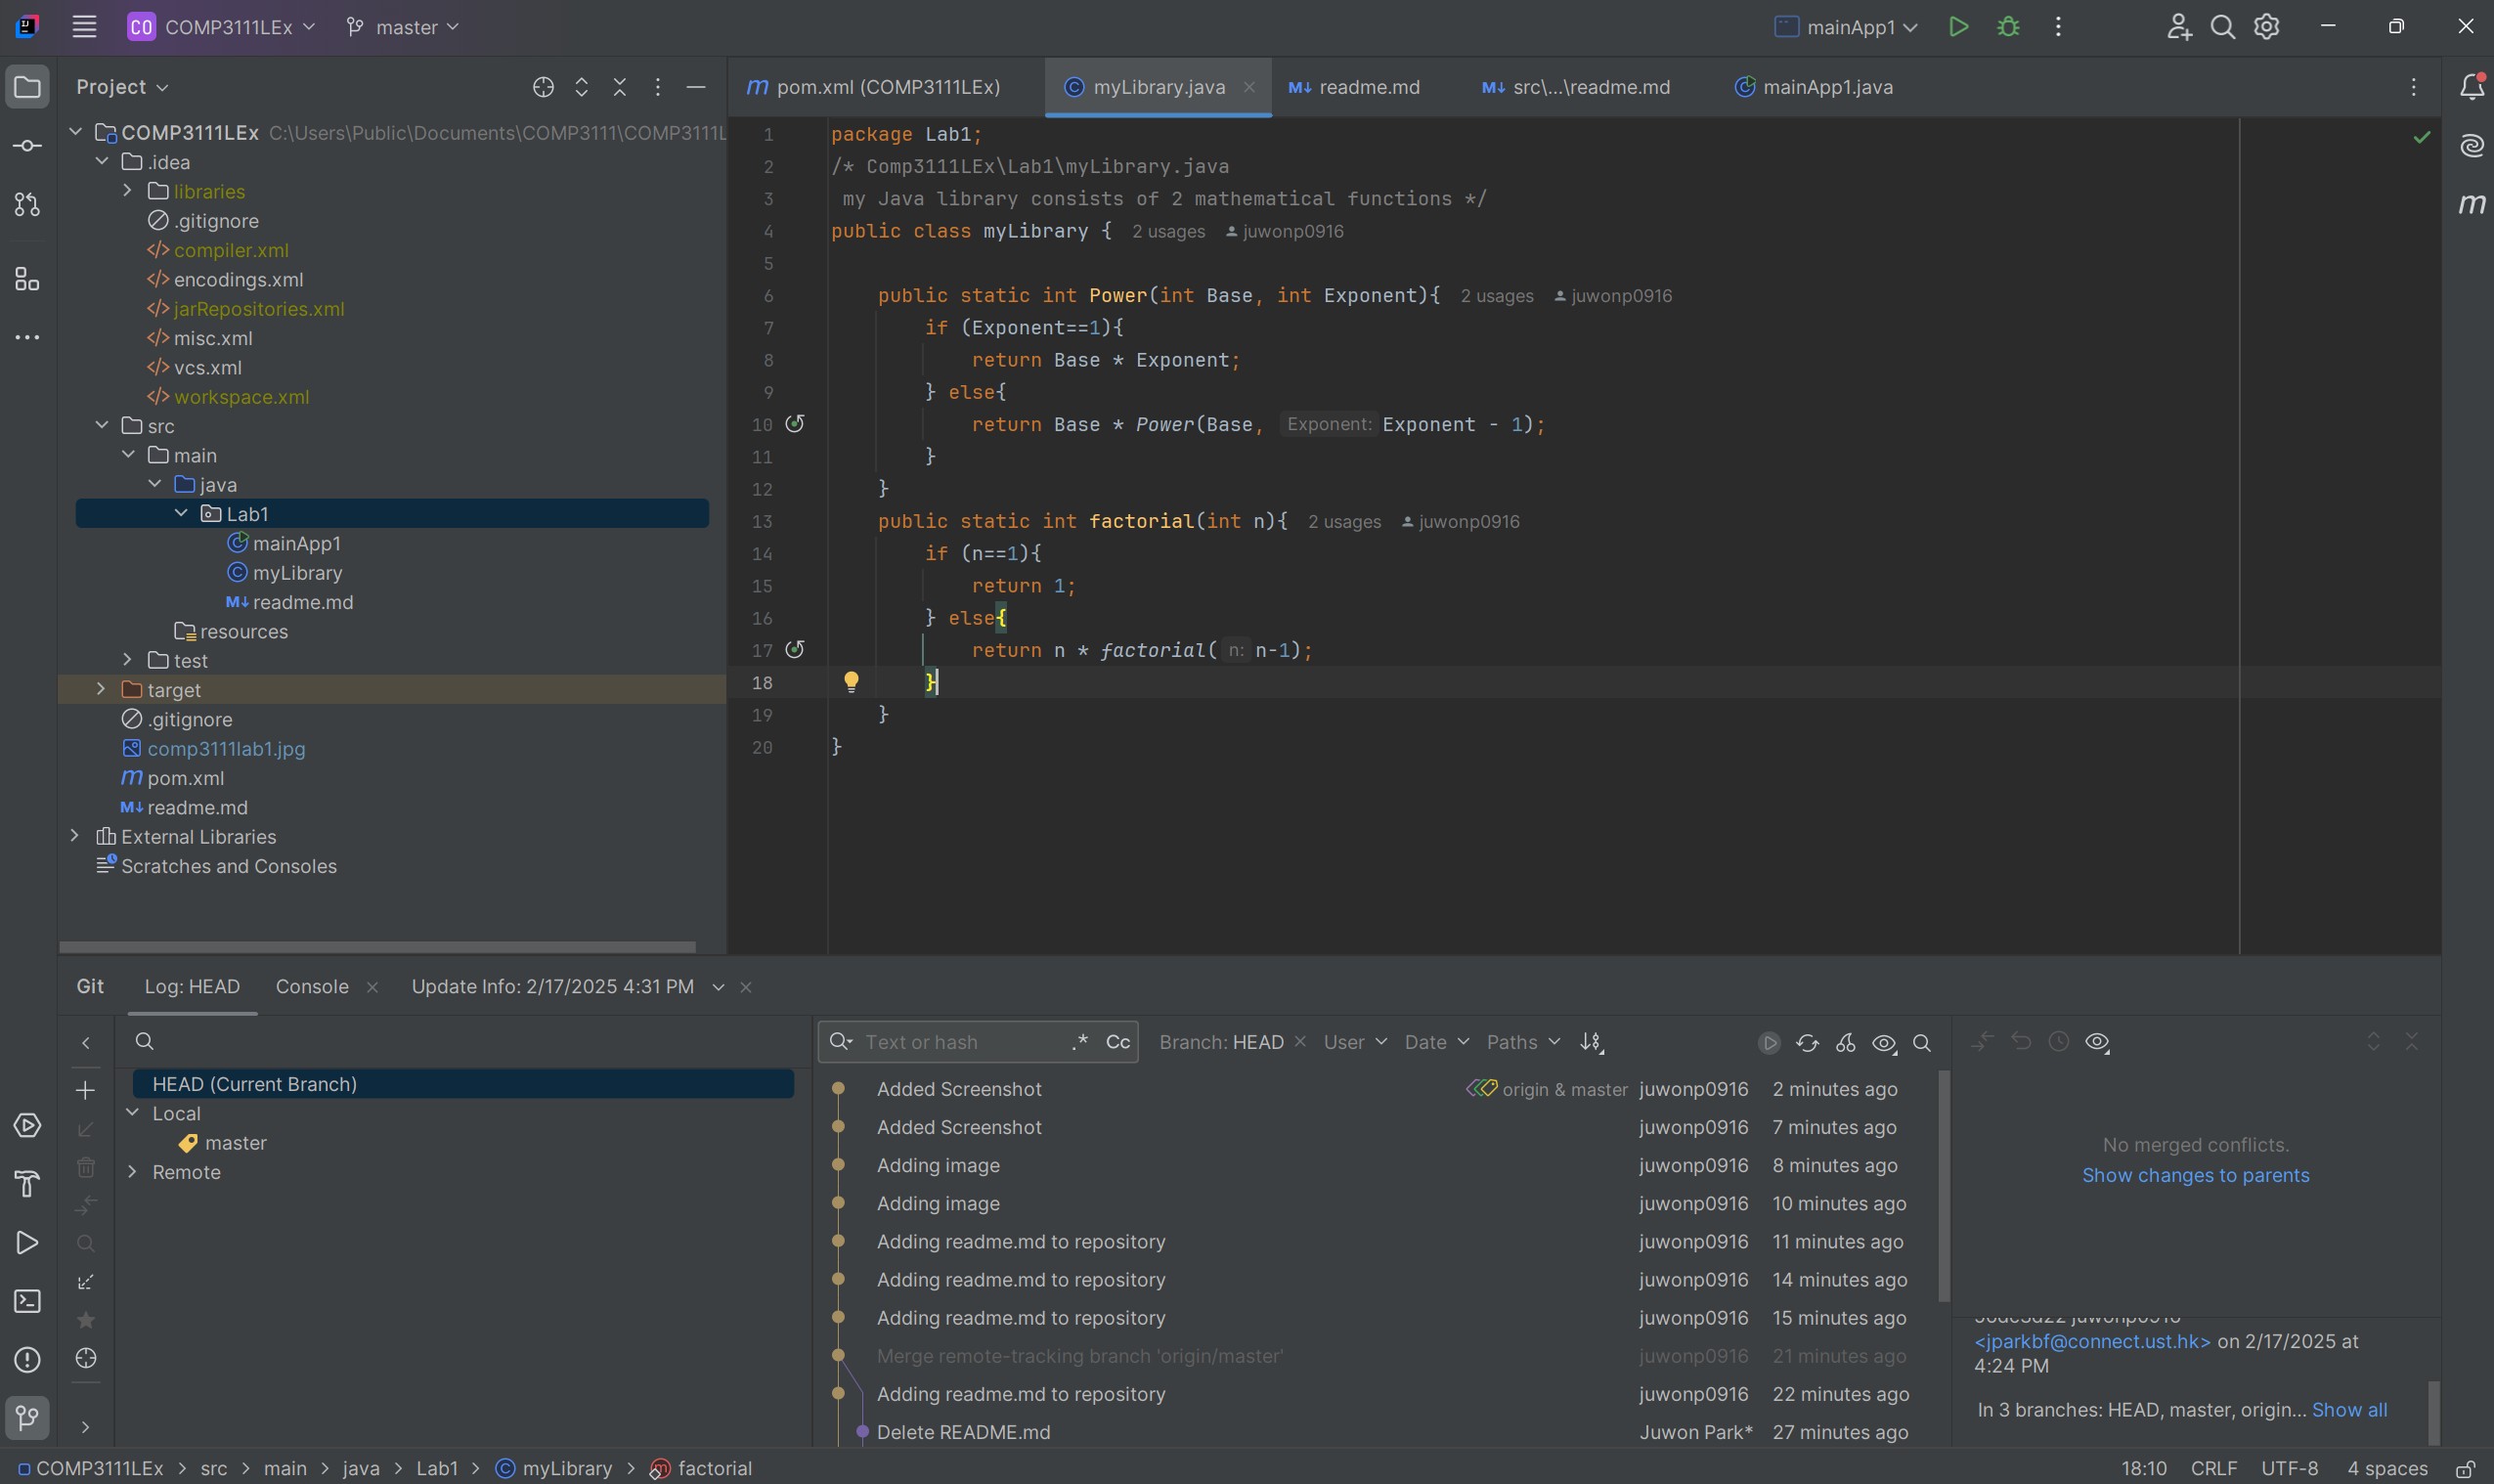 CO COMP3111LEx master mainApp1
Project
pom.xml (COMP3111LEx) myLibrary.java readme.md src\...\readme.md mainApp1.java
COMP3111LEx C:\Users\Public\Documents\COMP3111\COMP3111L
.idea
libraries
.gitignore
compiler.xml
encodings.xml
jarRepositories.xml
misc.xml
vcs.xml
workspace.xml
src
main
java
Lab1
mainApp1
myLibrary
readme.md
resources
test
target
.gitignore
comp3111lab1.jpg
pom.xml
readme.md
External Libraries
Scratches and Consoles
1 package Lab1;
2 /* Comp3111LEx\Lab1\myLibrary.java
3 my Java library consists of 2 mathematical functions */
4 public class myLibrary { 2 usages juwonp0916
5
6 public static int Power(int Base, int Exponent){ 2 usages juwonp0916
7 if (Exponent==1){
8 return Base * Exponent;
9 } else{
10 return Base * Power(Base, Exponent: Exponent - 1);
11 }
12 }
13 public static int factorial(int n){ 2 usages juwonp0916
14 if (n==1){
15 return 1;
16 } else{
17 return n * factorial( n: n-1);
18 }
19 }
20 }
Git Log: HEAD Console Update Info: 2/17/2025 4:31 PM
HEAD (Current Branch)
Local
master
Remote
Text or hash .* Cc Branch: HEAD User Date Paths
Added Screenshot origin & master juwonp0916 2 minutes ago
Added Screenshot juwonp0916 7 minutes ago
Adding image juwonp0916 8 minutes ago
Adding image juwonp0916 10 minutes ago
Adding readme.md to repository juwonp0916 11 minutes ago
Adding readme.md to repository juwonp0916 14 minutes ago
Adding readme.md to repository juwonp0916 15 minutes ago
Merge remote-tracking branch 'origin/master' juwonp0916 21 minutes ago
Adding readme.md to repository juwonp0916 22 minutes ago
Delete README.md Juwon Park* 27 minutes ago
No merged conflicts.
Show changes to parents
<jparkbf@connect.ust.hk> on 2/17/2025 at
4:24 PM
In 3 branches: HEAD, master, origin... Show all
COMP3111LEx > src > main > java > Lab1 > myLibrary > factorial 18:10 CRLF UTF-8 4 spaces